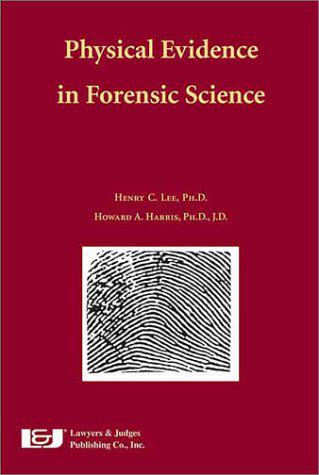 Physical Evidence
in Forensic Science
Henry C. Lee, Ph.D.
Howard A. Harris, Ph.D., J.D.
L&J® Lawyers & Judges
Publishing Co., Inc.